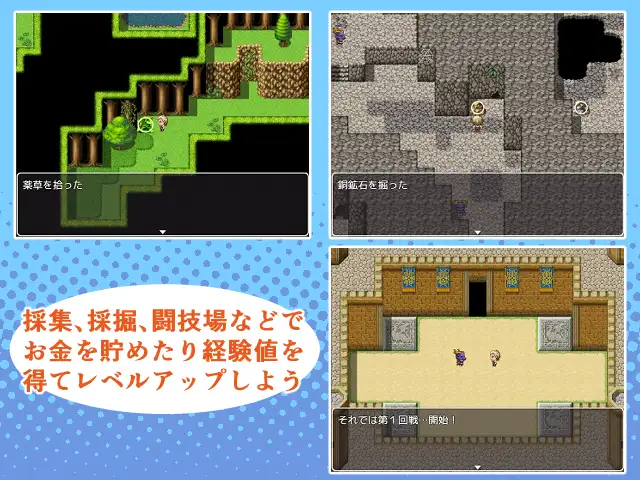 薬草を拾った
銅鉱石を掘った
採集、採掘、闘技場などで
お金を貯めたり経験値を
得てレベルアップしよう
それでは第１回戦‥開始！